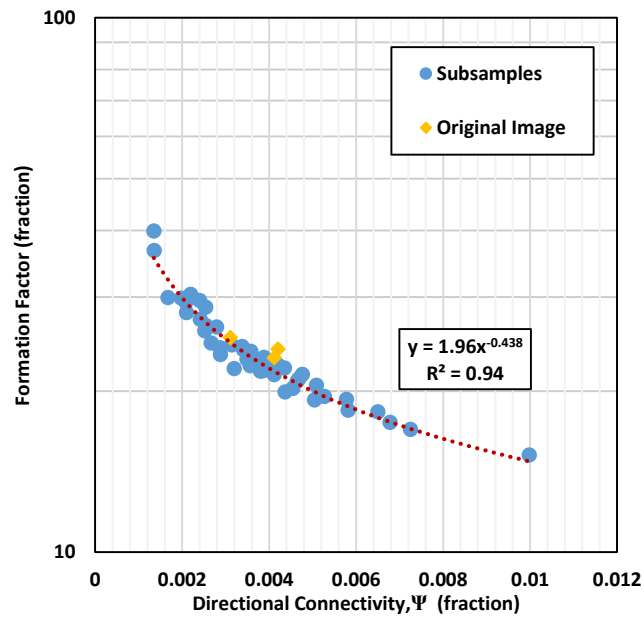 100
Subsamples
Original Image
Formation Factor (fraction)
y = 1.96x^-0.438
R² = 0.94
10
0 0.002 0.004 0.006 0.008 0.01 0.012
Directional Connectivity,Ψ (fraction)